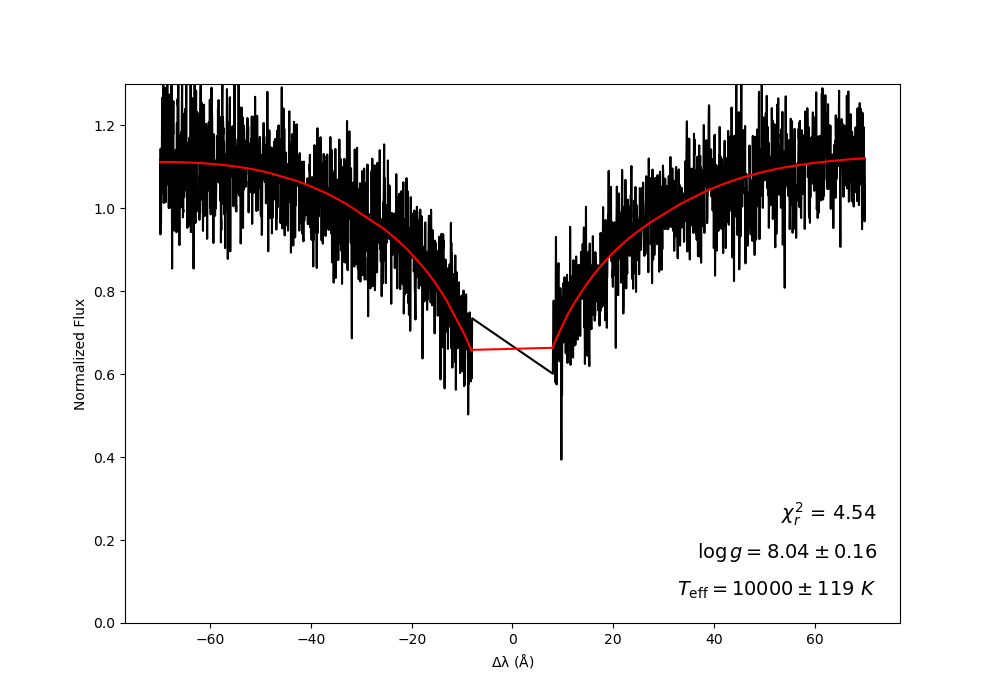 Normalized Flux
1.2
1.0
0.8
0.6
0.4
0.2
0.0
χ²ᵣ = 4.54
log g = 8.04 ± 0.16
T_eff = 10000 ± 119 K
−60 −40 −20 0 20 40 60
Δλ (Å)